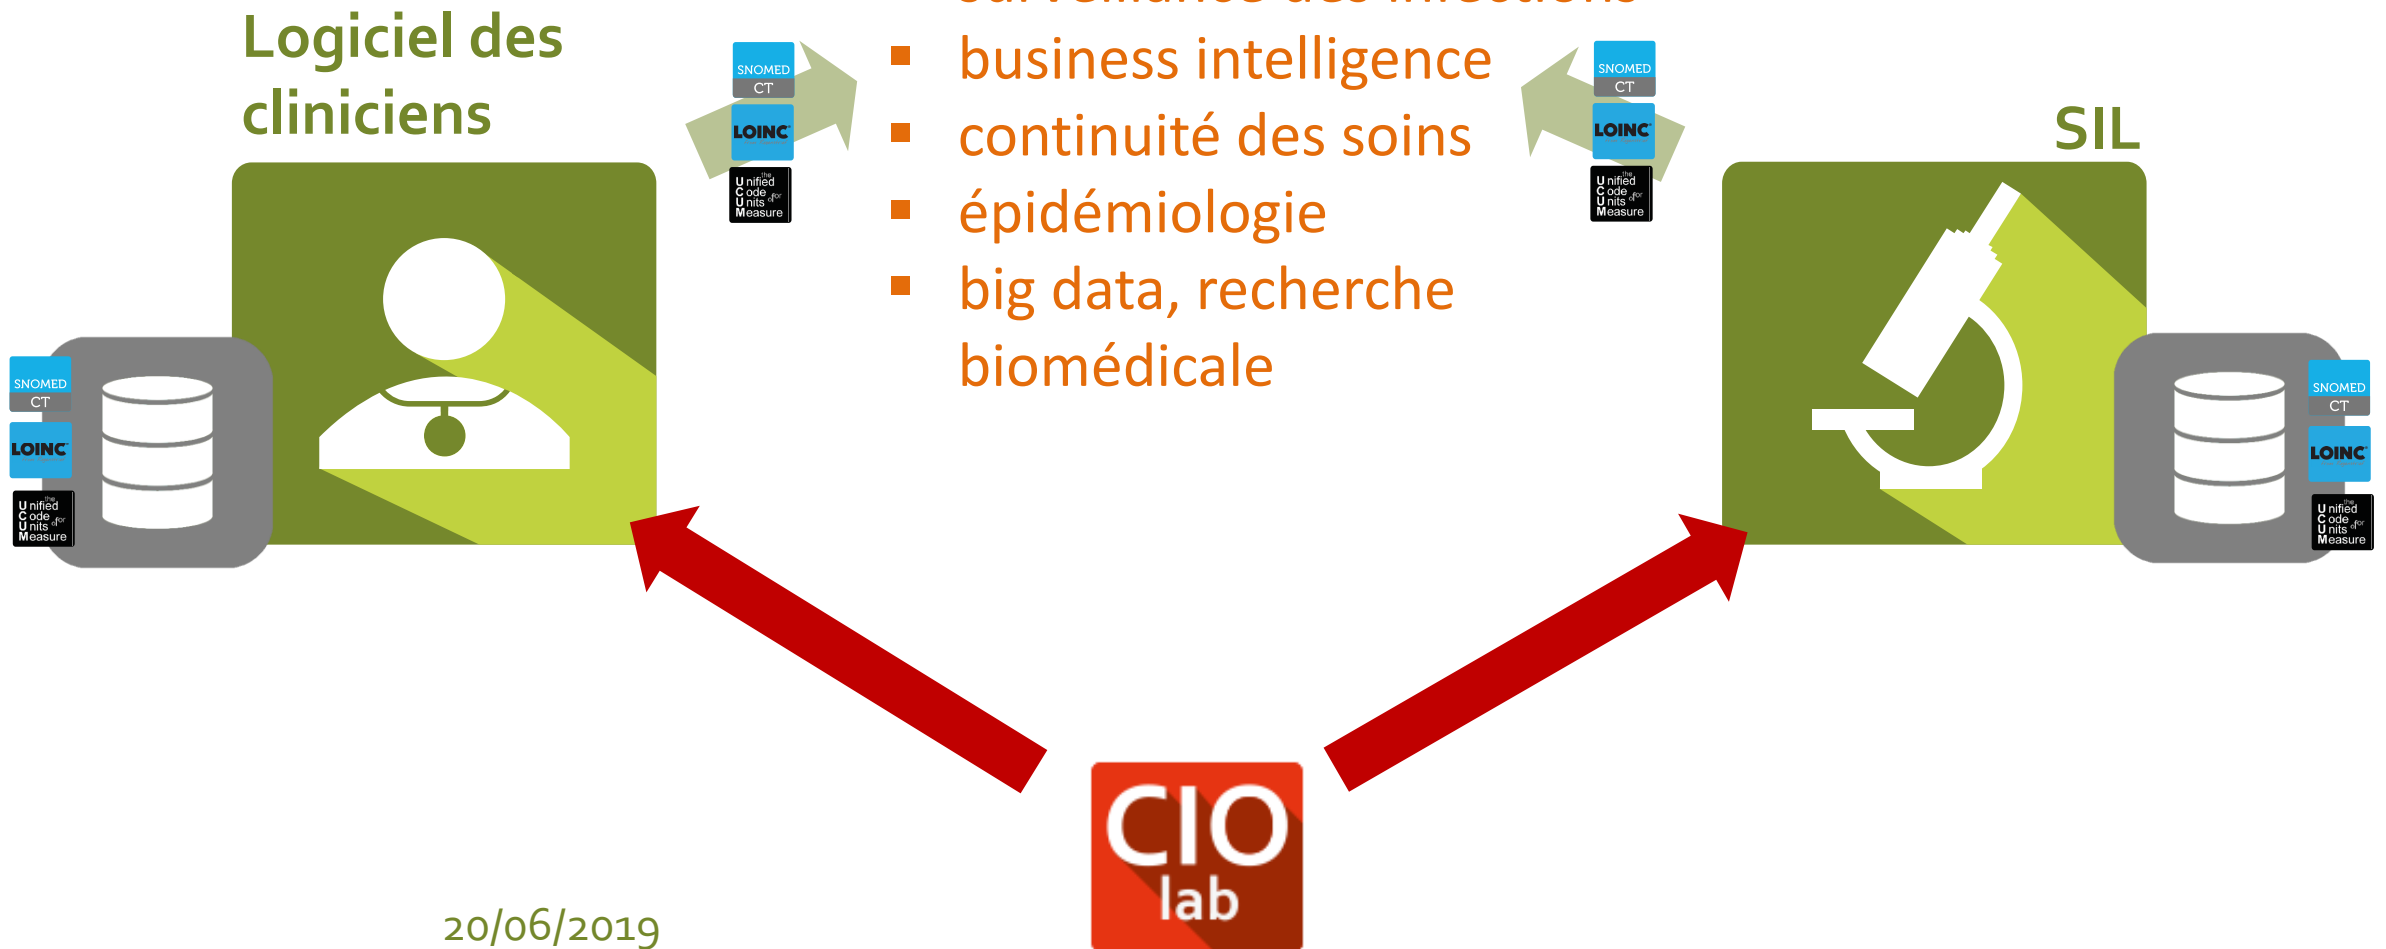 surveillance des infections
Logiciel des
cliniciens
SNOMED
CT
LOINC
the
Unified
Code for
Units of
Measure
business intelligence
continuité des soins
épidémiologie
big data, recherche
biomédicale
SNOMED
CT
LOINC
the
Unified
Code for
Units of
Measure
SIL
SNOMED
CT
LOINC
the
Unified
Code for
Units of
Measure
SNOMED
CT
LOINC
the
Unified
Code for
Units of
Measure
CIO
lab
20/06/2019